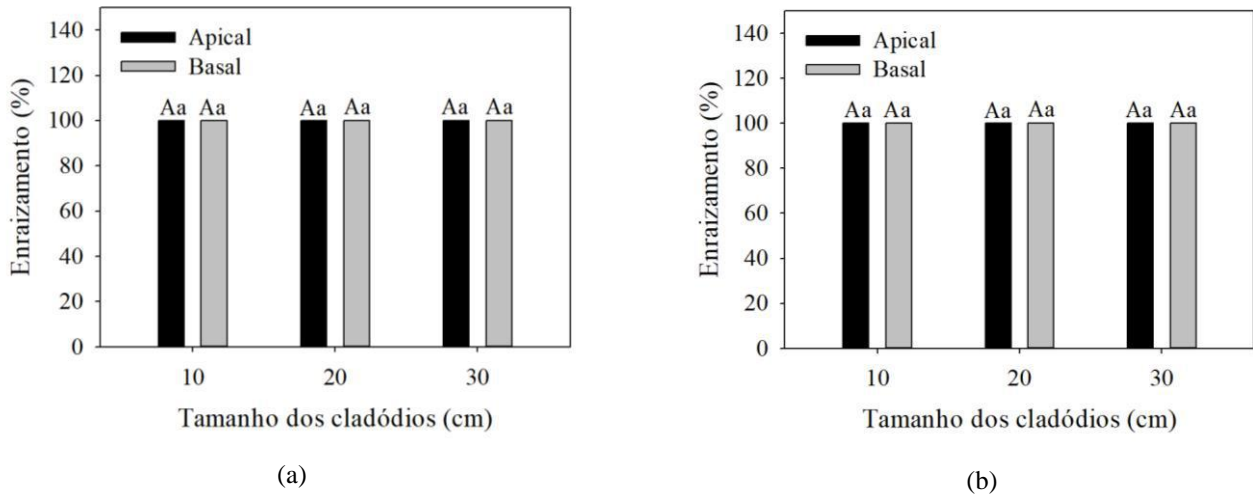 140
120
100
80
60
40
20
0
Enraizamento (%)
Apical
Basal
Aa Aa Aa Aa Aa Aa
10 20 30
Tamanho dos cladódios (cm)
(a)
140
120
100
80
60
40
20
0
Enraizamento (%)
Apical
Basal
Aa Aa Aa Aa Aa Aa
10 20 30
Tamanho dos cladódios (cm)
(b)